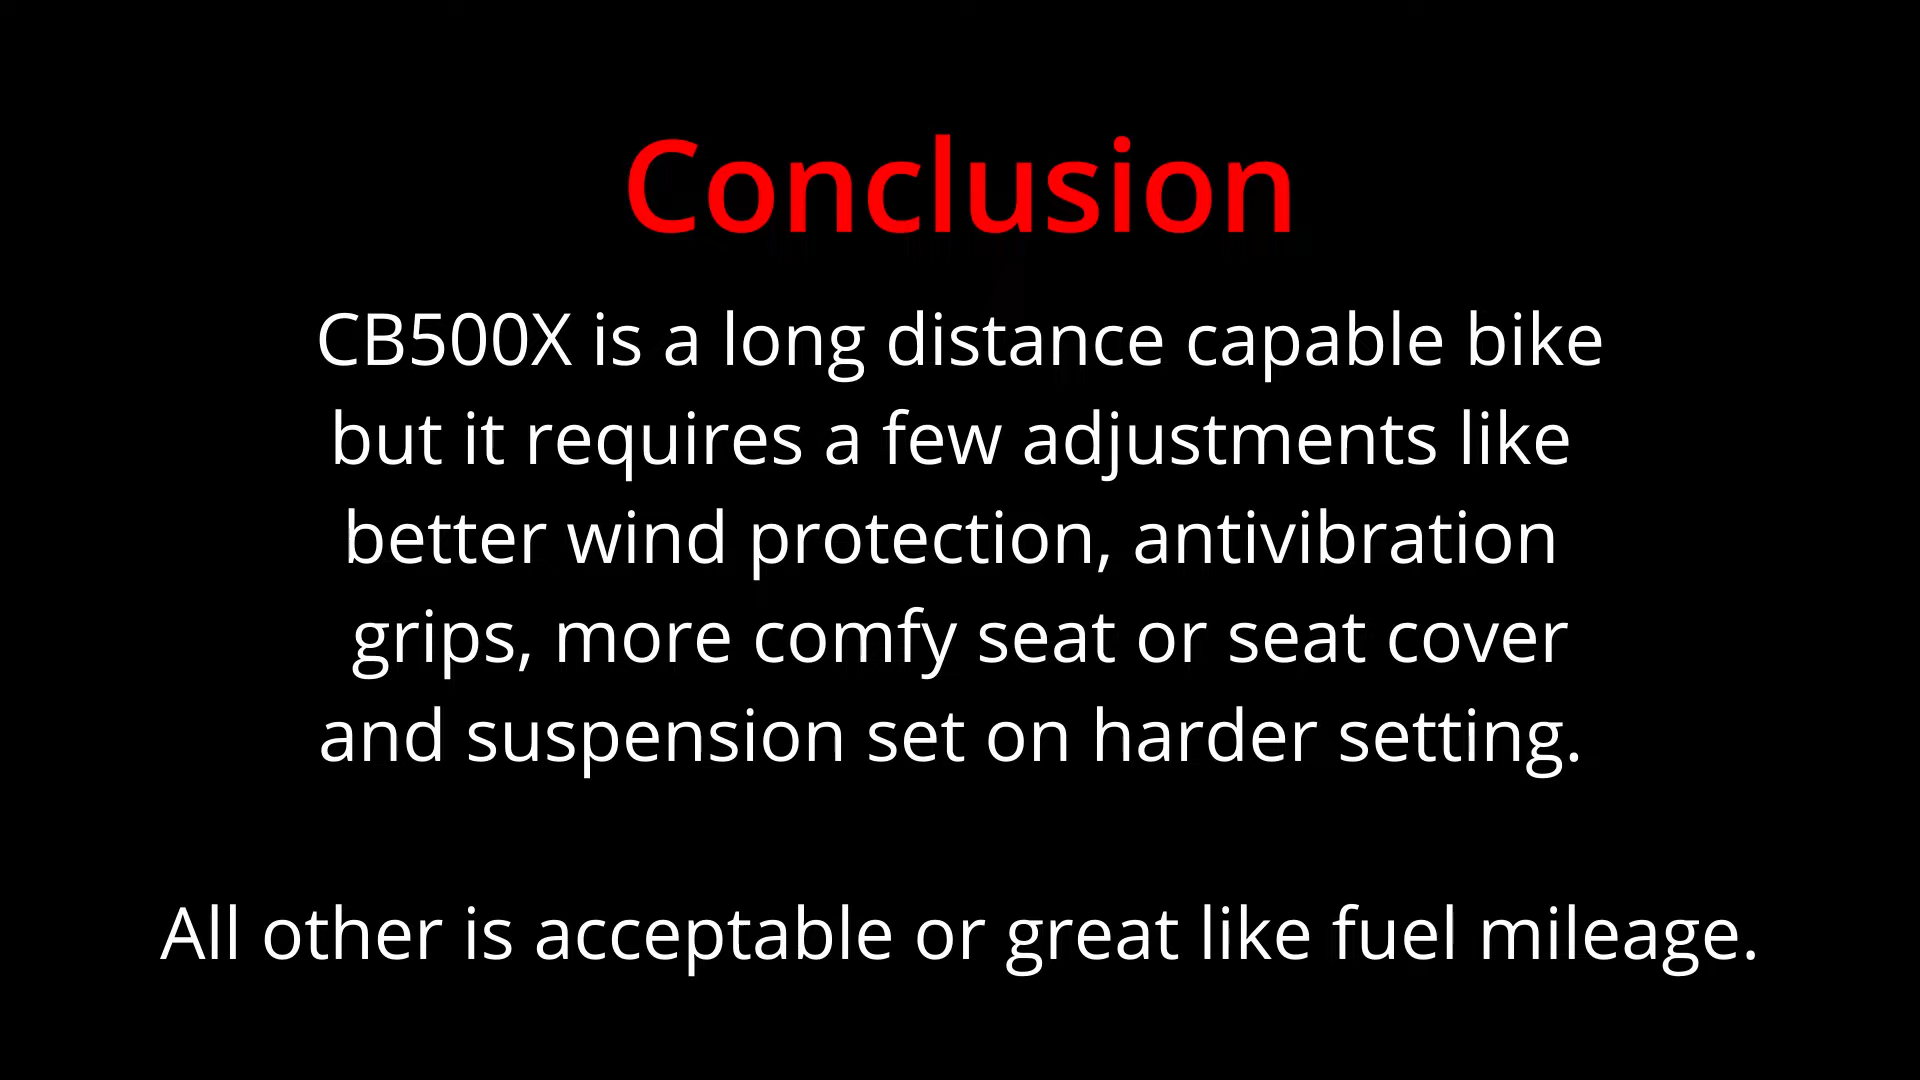 Conclusion
CB500X is a long distance capable bike
but it requires a few adjustments like
better wind protection, antivibration
grips, more comfy seat or seat cover
and suspension set on harder setting.
All other is acceptable or great like fuel mileage.